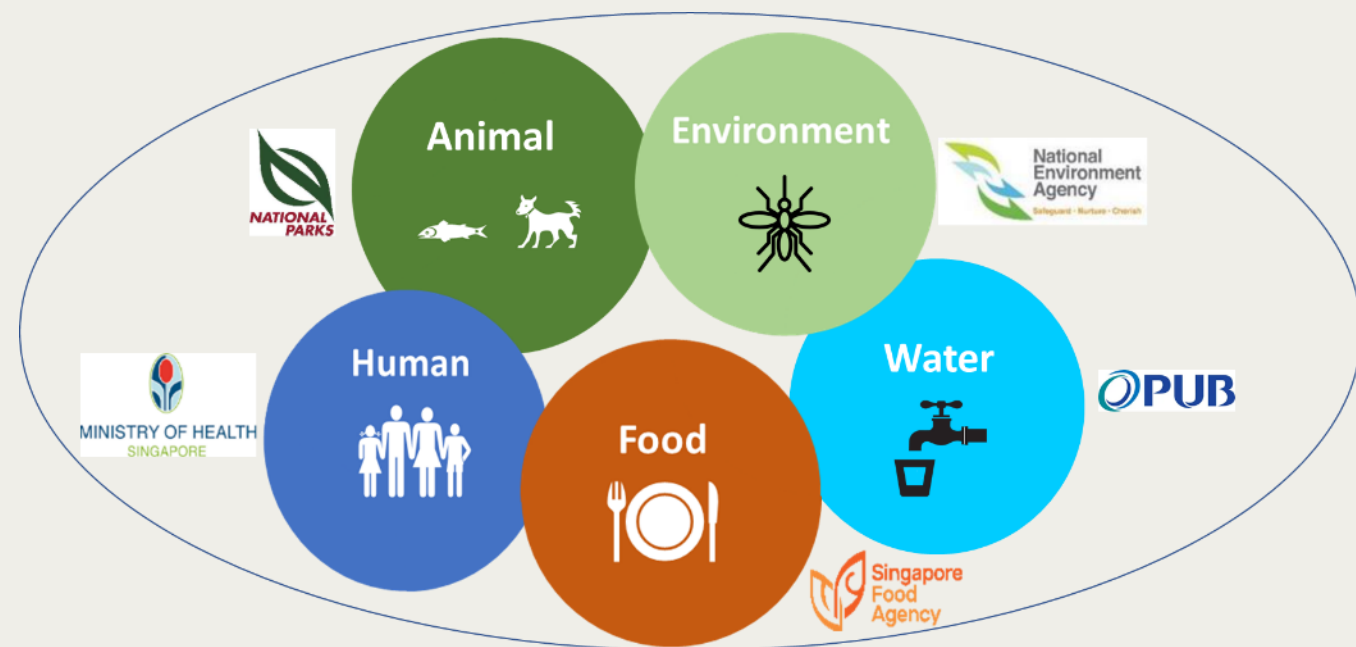 Animal
Environment
NATIONAL
PARKS
National
Environment
Agency
Safeguard • Nurture • Cherish
Human
Water
MINISTRY OF HEALTH
SINGAPORE
PUB
Food
Singapore
Food
Agency